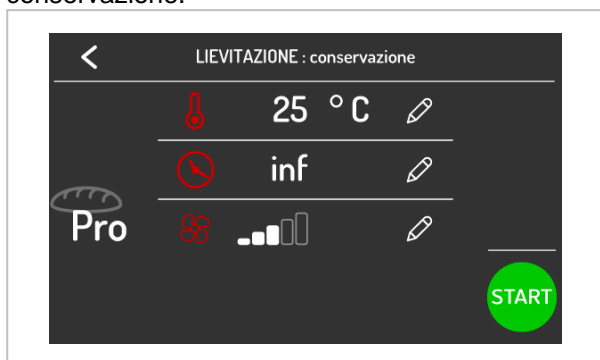 conservazione.
LIEVITAZIONE : conservazione
25 °C
inf
Pro
START